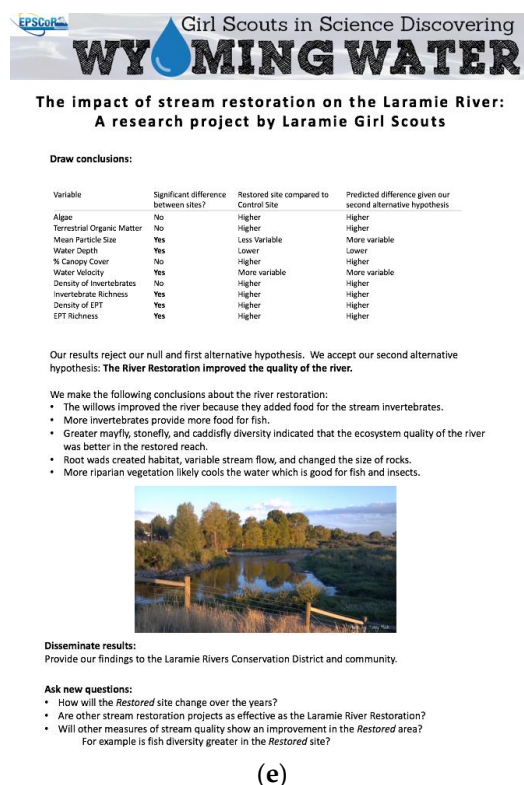 EPSCoR
Girl Scouts in Science Discovering
WYOMING WATER
The impact of stream restoration on the Laramie River:
A research project by Laramie Girl Scouts
Draw conclusions:
Variable Significant difference between sites? Restored site compared to Control Site Predicted difference given our second alternative hypothesis
Algae No Higher Higher
Terrestrial Organic Matter No Higher Higher
Mean Particle Size Yes Less Variable More variable
Water Depth Yes Lower Lower
% Canopy Cover No Higher Higher
Water Velocity Yes More variable More variable
Density of Invertebrates No Higher Higher
Invertebrate Richness Yes Higher Higher
Density of EPT Yes Higher Higher
EPT Richness Yes Higher Higher
Our results reject our null and first alternative hypothesis. We accept our second alternative
hypothesis: The River Restoration improved the quality of the river.
We make the following conclusions about the river restoration:
• The willows improved the river because they added food for the stream invertebrates.
• More invertebrates provide more food for fish.
• Greater mayfly, stonefly, and caddisfly diversity indicated that the ecosystem quality of the river
was better in the restored reach.
• Root wads created habitat, variable stream flow, and changed the size of rocks.
• More riparian vegetation likely cools the water which is good for fish and insects.
Disseminate results:
Provide our findings to the Laramie Rivers Conservation District and community.
Ask new questions:
• How will the Restored site change over the years?
• Are other stream restoration projects as effective as the Laramie River Restoration?
• Will other measures of stream quality show an improvement in the Restored area?
For example is fish diversity greater in the Restored site?
(e)